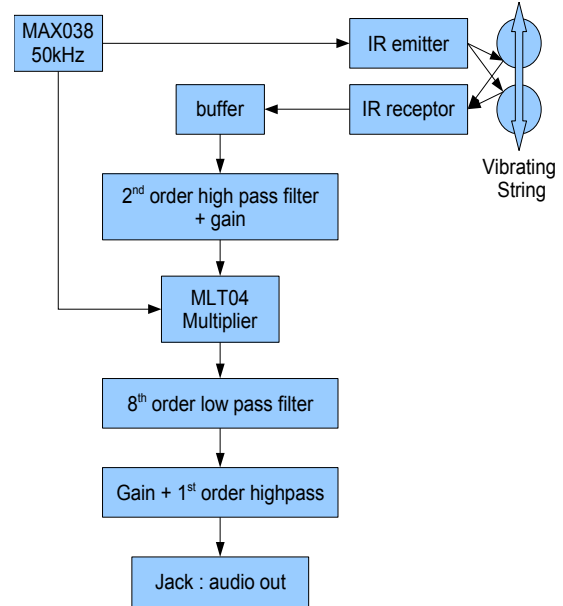 MAX038
50kHz
IR emitter
buffer
IR receptor
Vibrating
String
2nd order high pass filter
+ gain
MLT04
Multiplier
8th order low pass filter
Gain + 1st order highpass
Jack : audio out